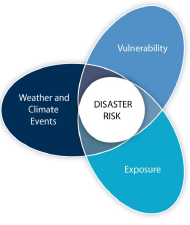 Vulnerability
Weather and
Climate
Events
DISASTER
RISK
Exposure